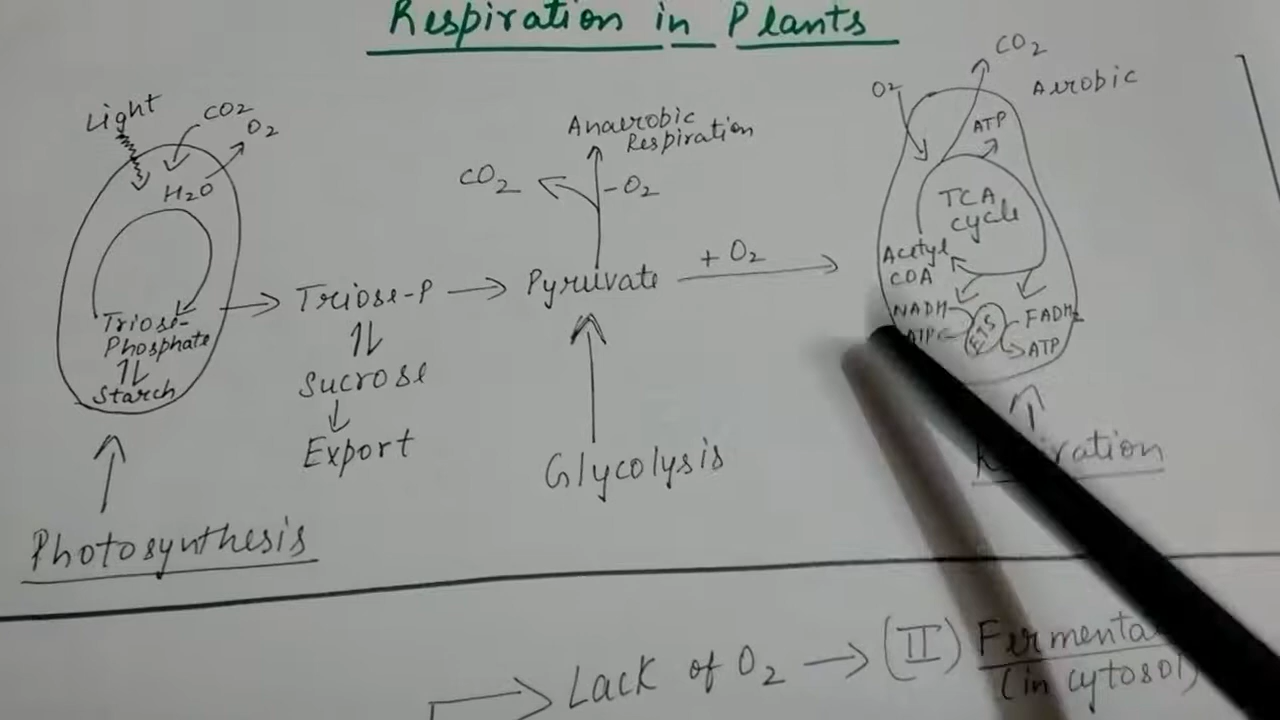 Respiration in Plants
Light
CO2
O2
H2O
Triose-
Phosphate
Starch
Photosynthesis
Triose-P
Sucrose
Export
Pyruvate
Anaerobic
Respiration
CO2
-O2
Glycolysis
+ O2
O2
CO2
Aerobic
ATP
TCA
cycle
Acetyl
COA
NADH
ETS
FADH2
ATP
Lack of O2 → (II)
(in cytosol)